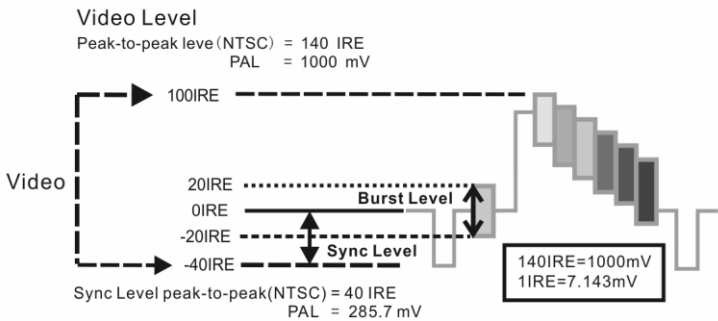 Video Level
Peak-to-peak leve(NTSC) = 140 IRE
PAL = 1000 mV
100IRE
Video
20IRE
Burst Level
0IRE
-20IRE
Sync Level
-40IRE
140IRE=1000mV
1IRE=7.143mV
Sync Level peak-to-peak(NTSC) = 40 IRE
PAL = 285.7 mV